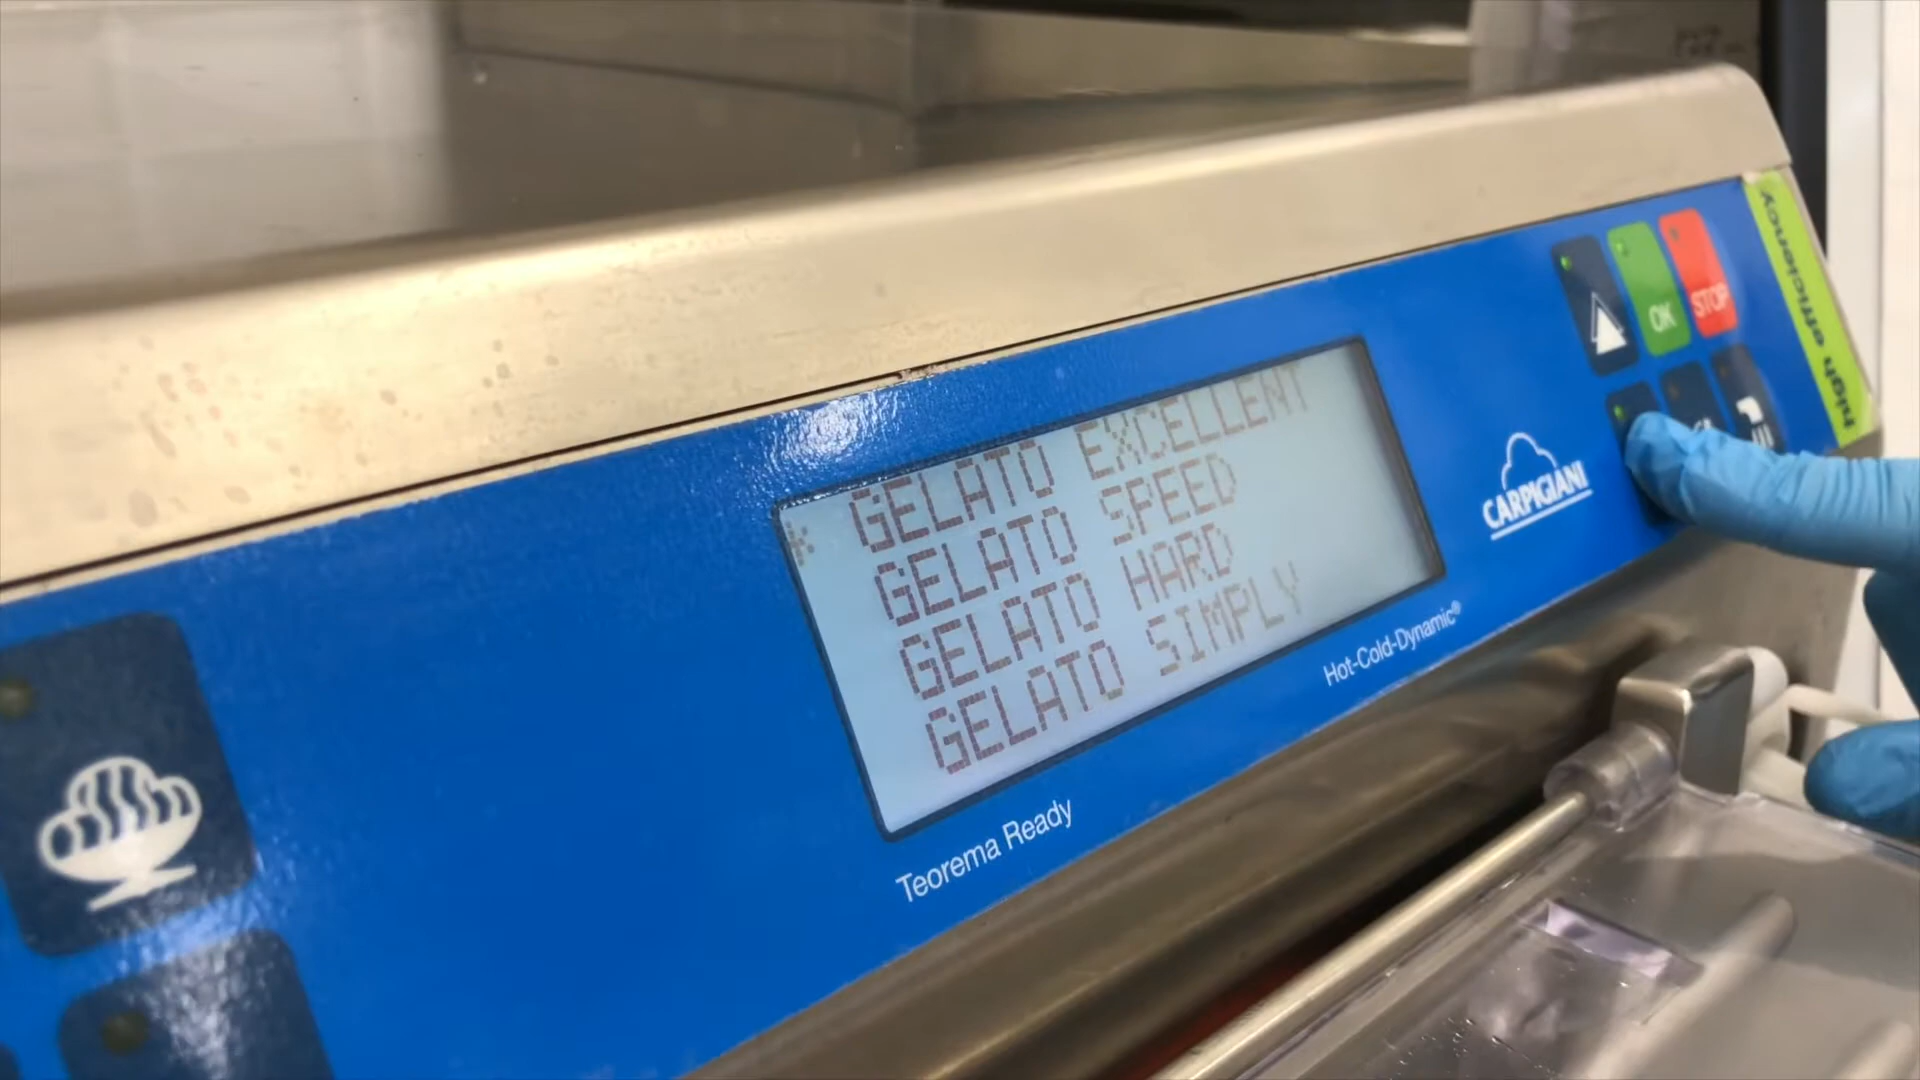 * GELATO EXCELLENT
GELATO SPEED
GELATO HARD
GELATO SIMPLY
Teorema Ready
Hot-Cold-Dynamic®
CARPIGIANI
OK
STOP
high efficiency